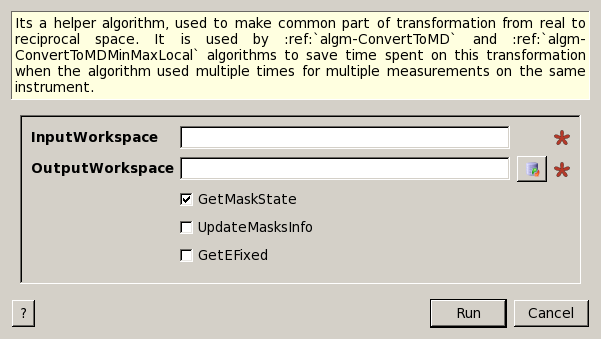 Its a helper algorithm, used to make common part of transformation from real to
reciprocal space. It is used by :ref:`algm-ConvertToMD` and :ref:`algm-
ConvertToMDMinMaxLocal` algorithms to save time spent on this transformation
when the algorithm used multiple times for multiple measurements on the same
instrument.
InputWorkspace *
OutputWorkspace *
GetMaskState
UpdateMasksInfo
GetEFixed
? Run Cancel